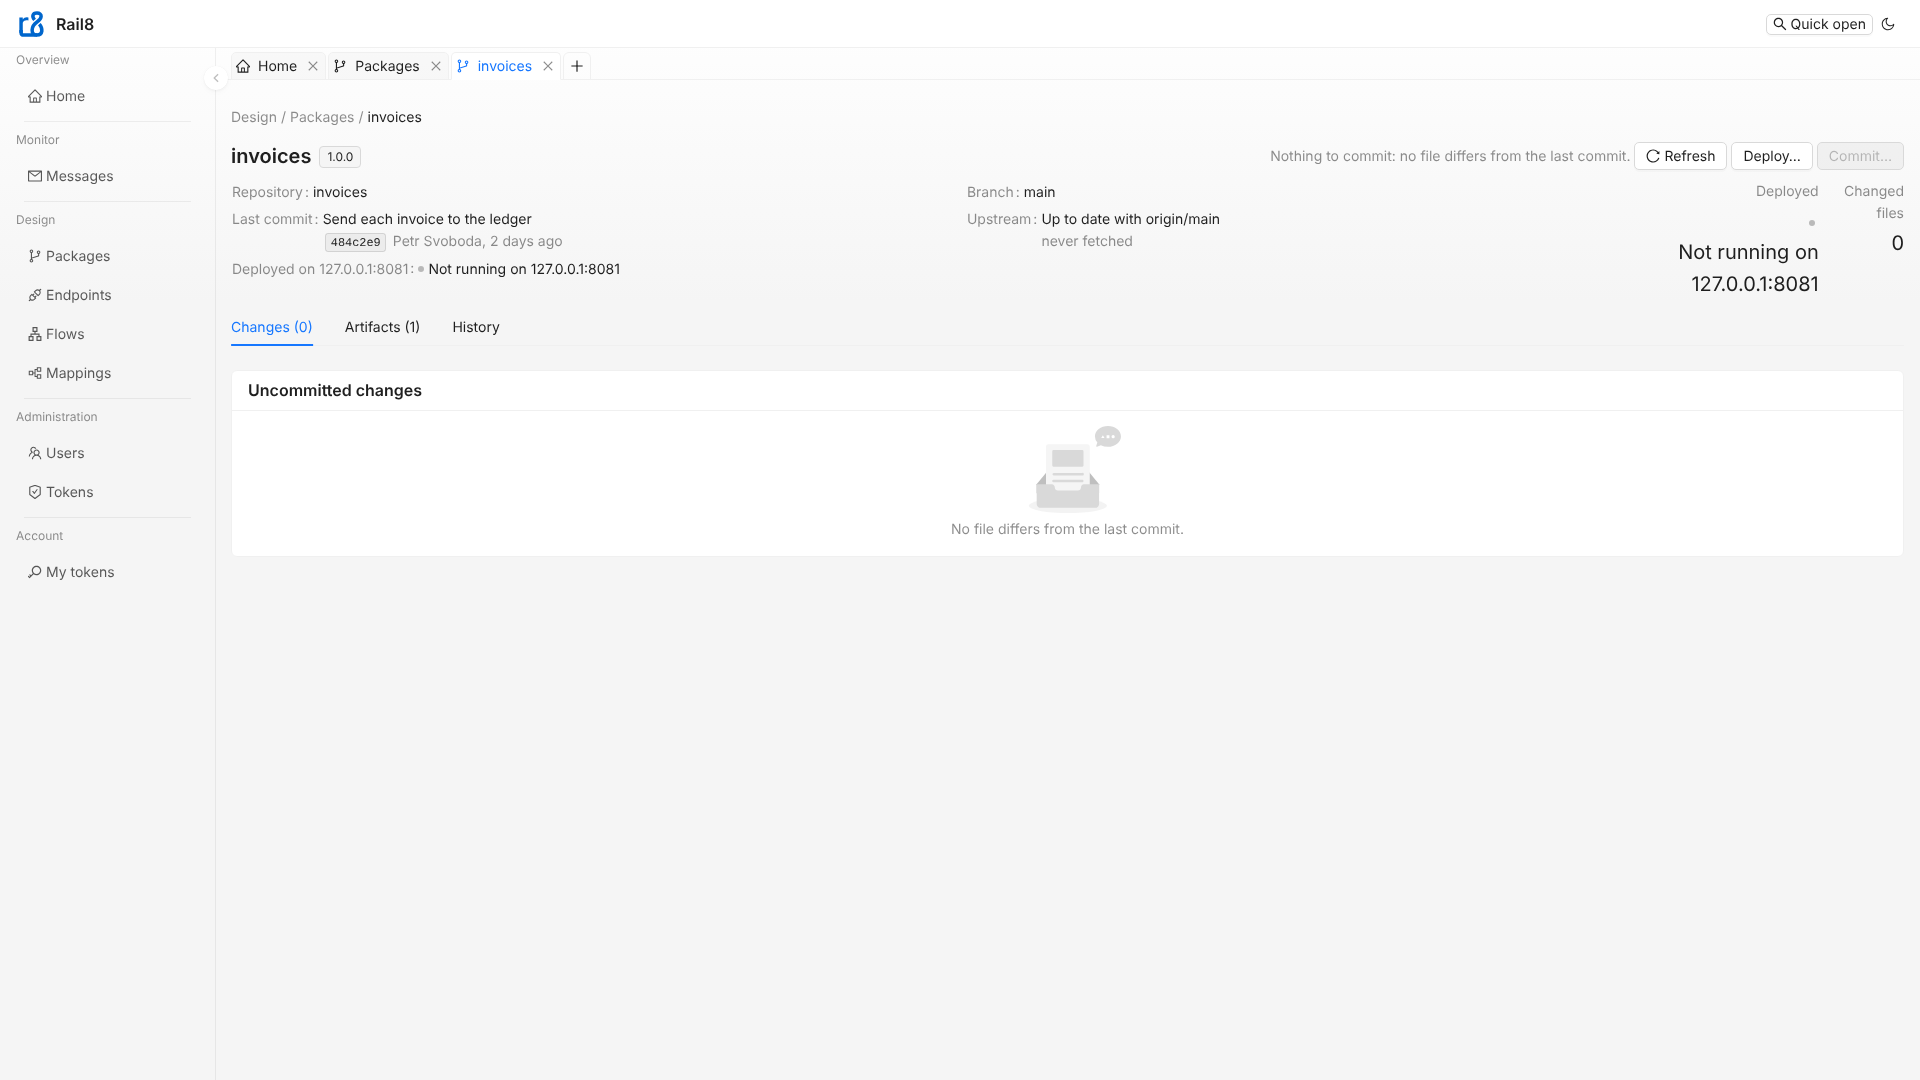 Rail8
Quick open
Overview
Home
Monitor
Messages
Design
Packages
Endpoints
Flows
Mappings
Administration
Users
Tokens
Account
My tokens
Home
Packages
invoices
Design / Packages / invoices
invoices 1.0.0
Nothing to commit: no file differs from the last commit.
Refresh
Deploy...
Commit...
Repository: invoices
Branch: main
Last commit: Send each invoice to the ledger
484c2e9 Petr Svoboda, 2 days ago
Upstream: Up to date with origin/main
never fetched
Deployed on 127.0.0.1:8081: Not running on 127.0.0.1:8081
Deployed
Not running on
127.0.0.1:8081
Changed
files
0
Changes (0)
Artifacts (1)
History
Uncommitted changes
No file differs from the last commit.